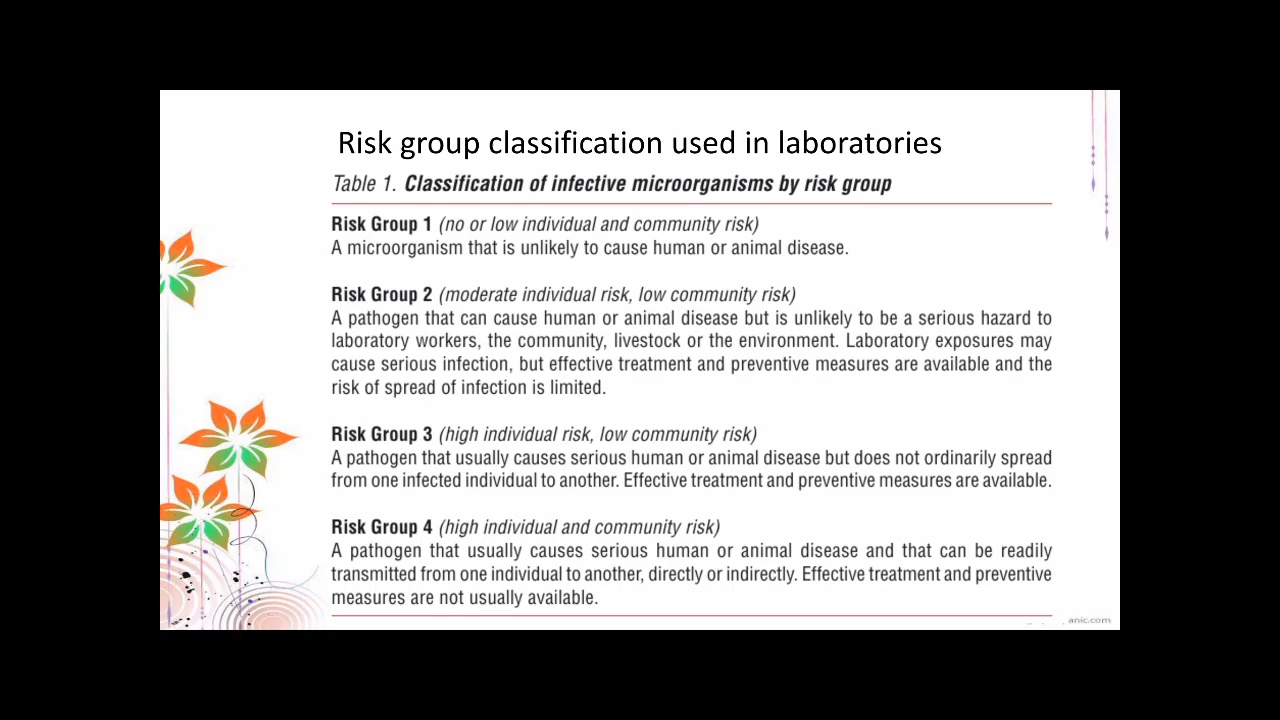 Risk group classification used in laboratories
Table 1. Classification of infective microorganisms by risk group
Risk Group 1 (no or low individual and community risk)
A microorganism that is unlikely to cause human or animal disease.
Risk Group 2 (moderate individual risk, low community risk)
A pathogen that can cause human or animal disease but is unlikely to be a serious hazard to
laboratory workers, the community, livestock or the environment. Laboratory exposures may
cause serious infection, but effective treatment and preventive measures are available and the
risk of spread of infection is limited.
Risk Group 3 (high individual risk, low community risk)
A pathogen that usually causes serious human or animal disease but does not ordinarily spread
from one infected individual to another. Effective treatment and preventive measures are available.
Risk Group 4 (high individual and community risk)
A pathogen that usually causes serious human or animal disease and that can be readily
transmitted from one individual to another, directly or indirectly. Effective treatment and preventive
measures are not usually available.
anic.com